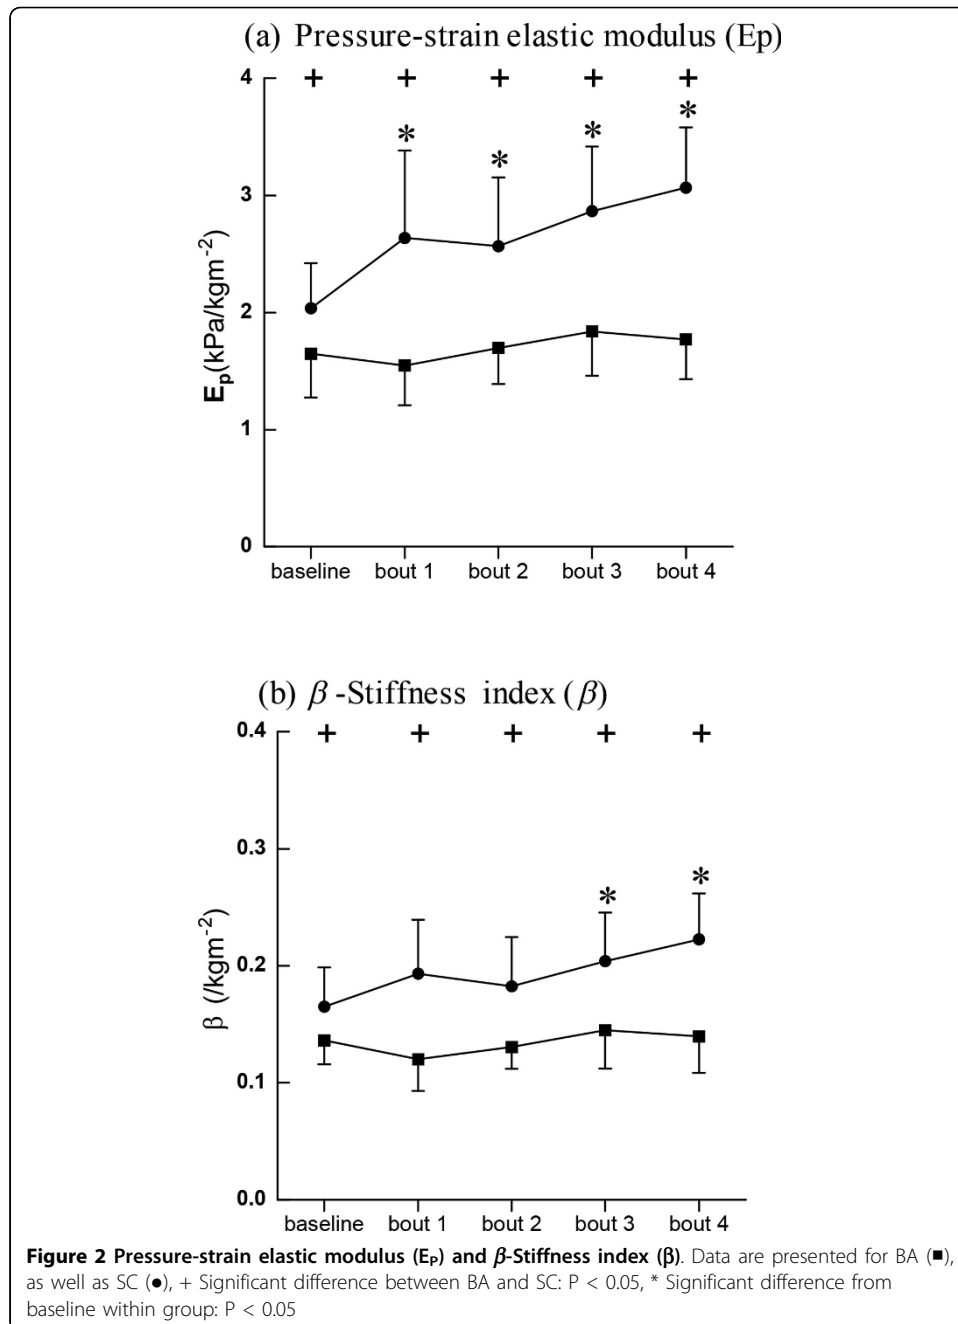 (a) Pressure-strain elastic modulus (Ep)
+ + + + +
4
* * * * *
3
2
1
0
Ep(kPa/kgm-2)
baseline bout 1 bout 2 bout 3 bout 4
(b) β -Stiffness index (β)
+ + + + +
0.4
0.3
* *
0.2
0.1
0.0
β (/kgm-2)
baseline bout 1 bout 2 bout 3 bout 4
Figure 2 Pressure-strain elastic modulus (EP) and β-Stiffness index (β). Data are presented for BA (■),
as well as SC (●), + Significant difference between BA and SC: P < 0.05, * Significant difference from
baseline within group: P < 0.05